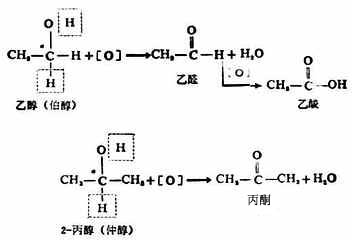 O H
O
CH₃—C—H+[O]→CH₃—C—H+H₂O
H
乙醇（伯醇）
乙醛
[O]
O
CH₃—C—OH
乙酸
O H
O
CH₃—C—CH₃+[O]→CH₃—C—CH₃+H₂O
H
丙酮
2-丙醇（仲醇）